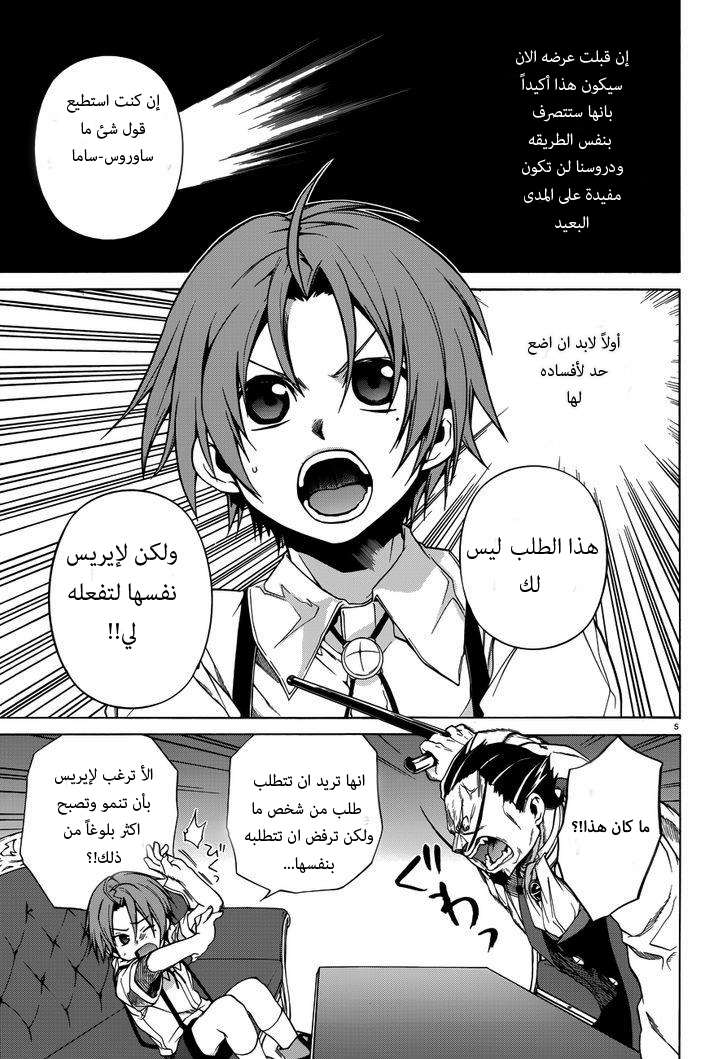 إن قبلت عرضه الان
سيكون هذا أكيداً
بانها ستتصرف
بنفس الطريقه
ودروسنا لن تكون
مفيدة على المدى
البعيد
إن كنت استطيع
قول شئ ما
ساوروس-ساما
أولاً لابد ان اضع
حد لأفساده
لها
هذا الطلب ليس
لك
ولكن لإيريس
نفسها لتفعله
لي!!
5
ما كان هذا!؟
انها تريد ان تتطلب
طلب من شخص ما
ولكن ترفض ان تتطلبه
بنفسها...
الأ ترغب لإيريس
بأن تنمو وتصبح
اكثر بلوغاً من
ذلك!؟
ぐわっ